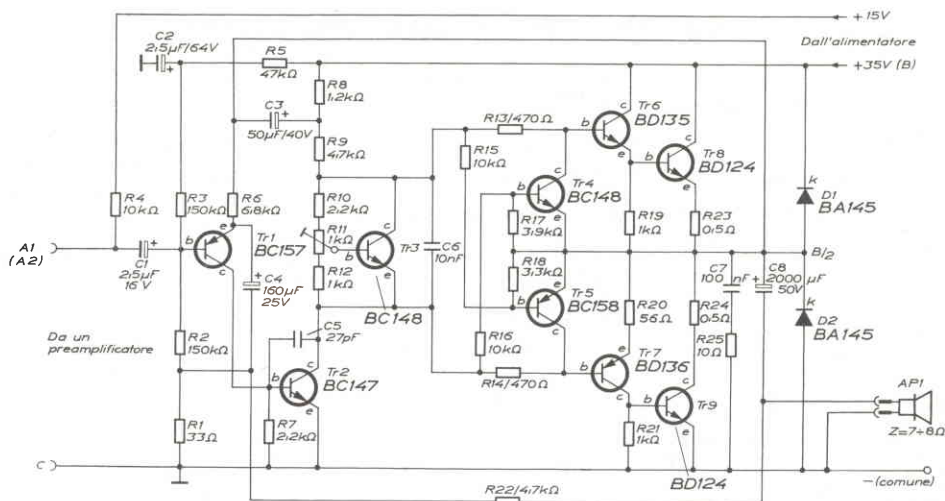 +15V
C2
2,5µF/64V
R5
47kΩ
Dall'alimentatore
+35V (B)
R8
1,2kΩ
C3
50µF/40V
R9
4,7kΩ
R13/470Ω
Tr6
BD135
b
c
e
R15
10kΩ
Tr8
BD124
b
c
e
R4
10kΩ
R3
150kΩ
R6
6,8kΩ
R10
2,2kΩ
Tr4
BC148
b
c
e
k
D1
BA145
R11
1kΩ
R17
3,9kΩ
R19
1kΩ
R23
0,5Ω
A1
(A2)
Tr1
BC157
b
e
c
Tr3
b
c
e
C6
10nF
B/2
C1
2,5µF
16V
C4
160µF
25V
R12
1kΩ
R18
3,3kΩ
C7
100 nF
C8
2000 µF
50V
BC148
Tr5
BC158
b
e
c
R20
56Ω
R24
0,5Ω
k
D2
BA145
Da un
preamplificatore
R2
150kΩ
C5
27pF
R16
10kΩ
R25
10Ω
Tr2
BC147
b
c
e
R14/470Ω
Tr7
BD136
b
e
c
AP1
Z=7÷8Ω
R1
33Ω
R7
2,2kΩ
R21
1kΩ
Tr9
b
c
e
BD124
C
R22/4,7kΩ
−(comune)